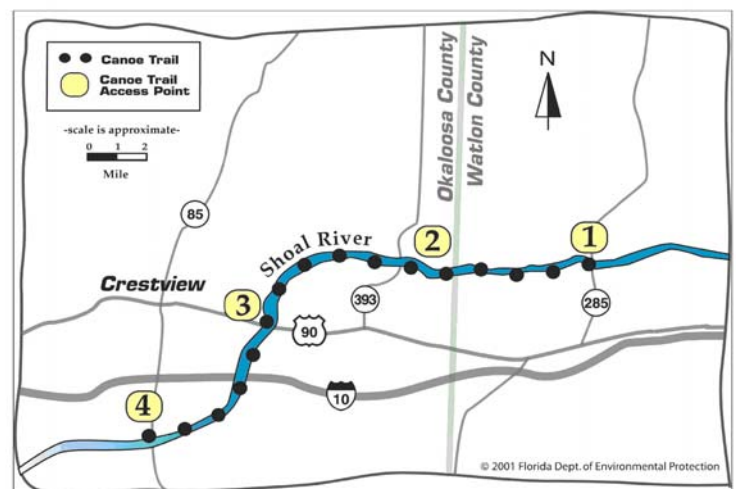 Canoe Trail
Canoe Trail
Access Point
-scale is approximate-
0 1 2
Mile
N
Okaloosa County
Watlon County
85
Shoal River
2
1
Crestview
3
393
285
90
10
4
© 2001 Florida Dept. of Environmental Protection